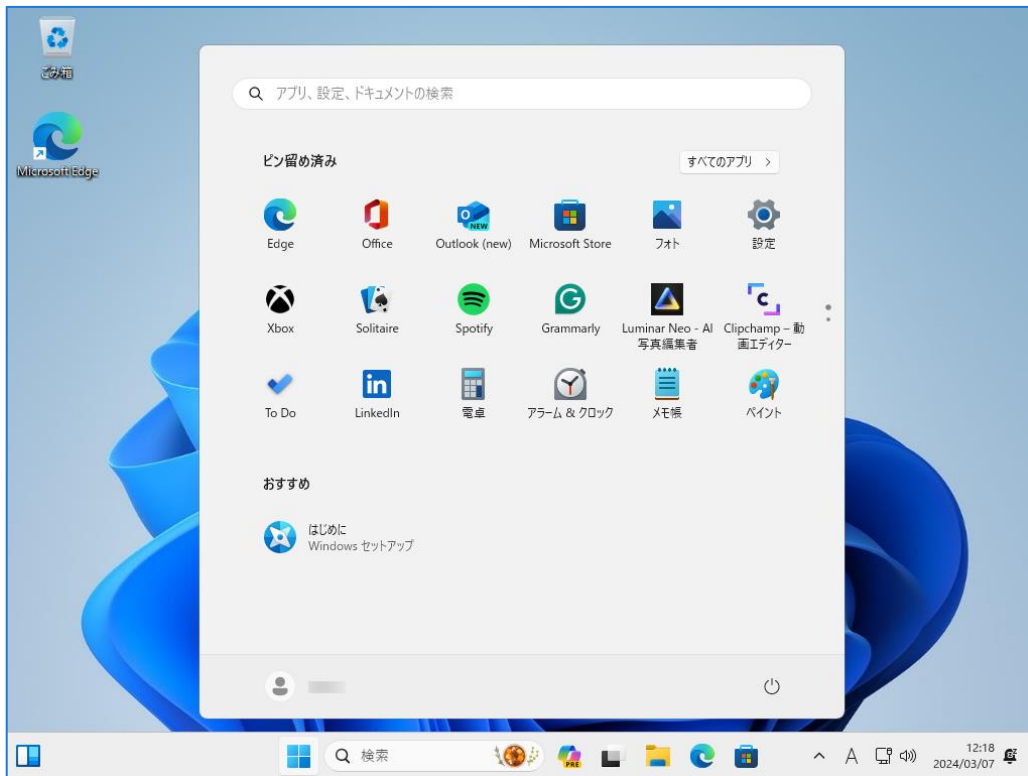 ごみ箱
Microsoft Edge
アプリ、設定、ドキュメントの検索
ピン留め済み
すべてのアプリ
Edge
Office
NEW
Outlook (new)
Microsoft Store
フォト
設定
Xbox
Solitaire
Spotify
Grammarly
Luminar Neo - AI
写真編集者
Clipchamp – 動
画エディター
To Do
LinkedIn
電卓
アラーム & クロック
メモ帳
ペイント
おすすめ
はじめに
Windows セットアップ
検索
PRE
A
12:18
2024/03/07